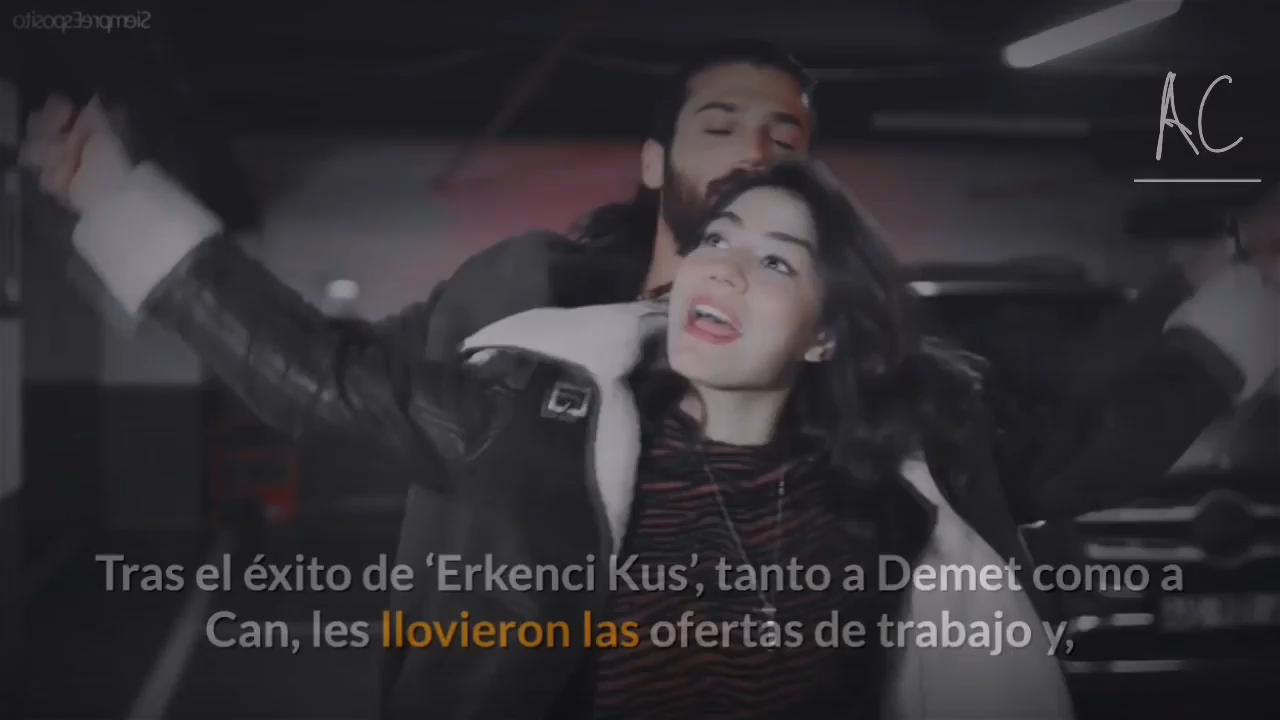 SiempreEsposito
AC
Tras el éxito de ‘Erkenci Kus’, tanto a Demet como a
Can, les llovieron las ofertas de trabajo y,